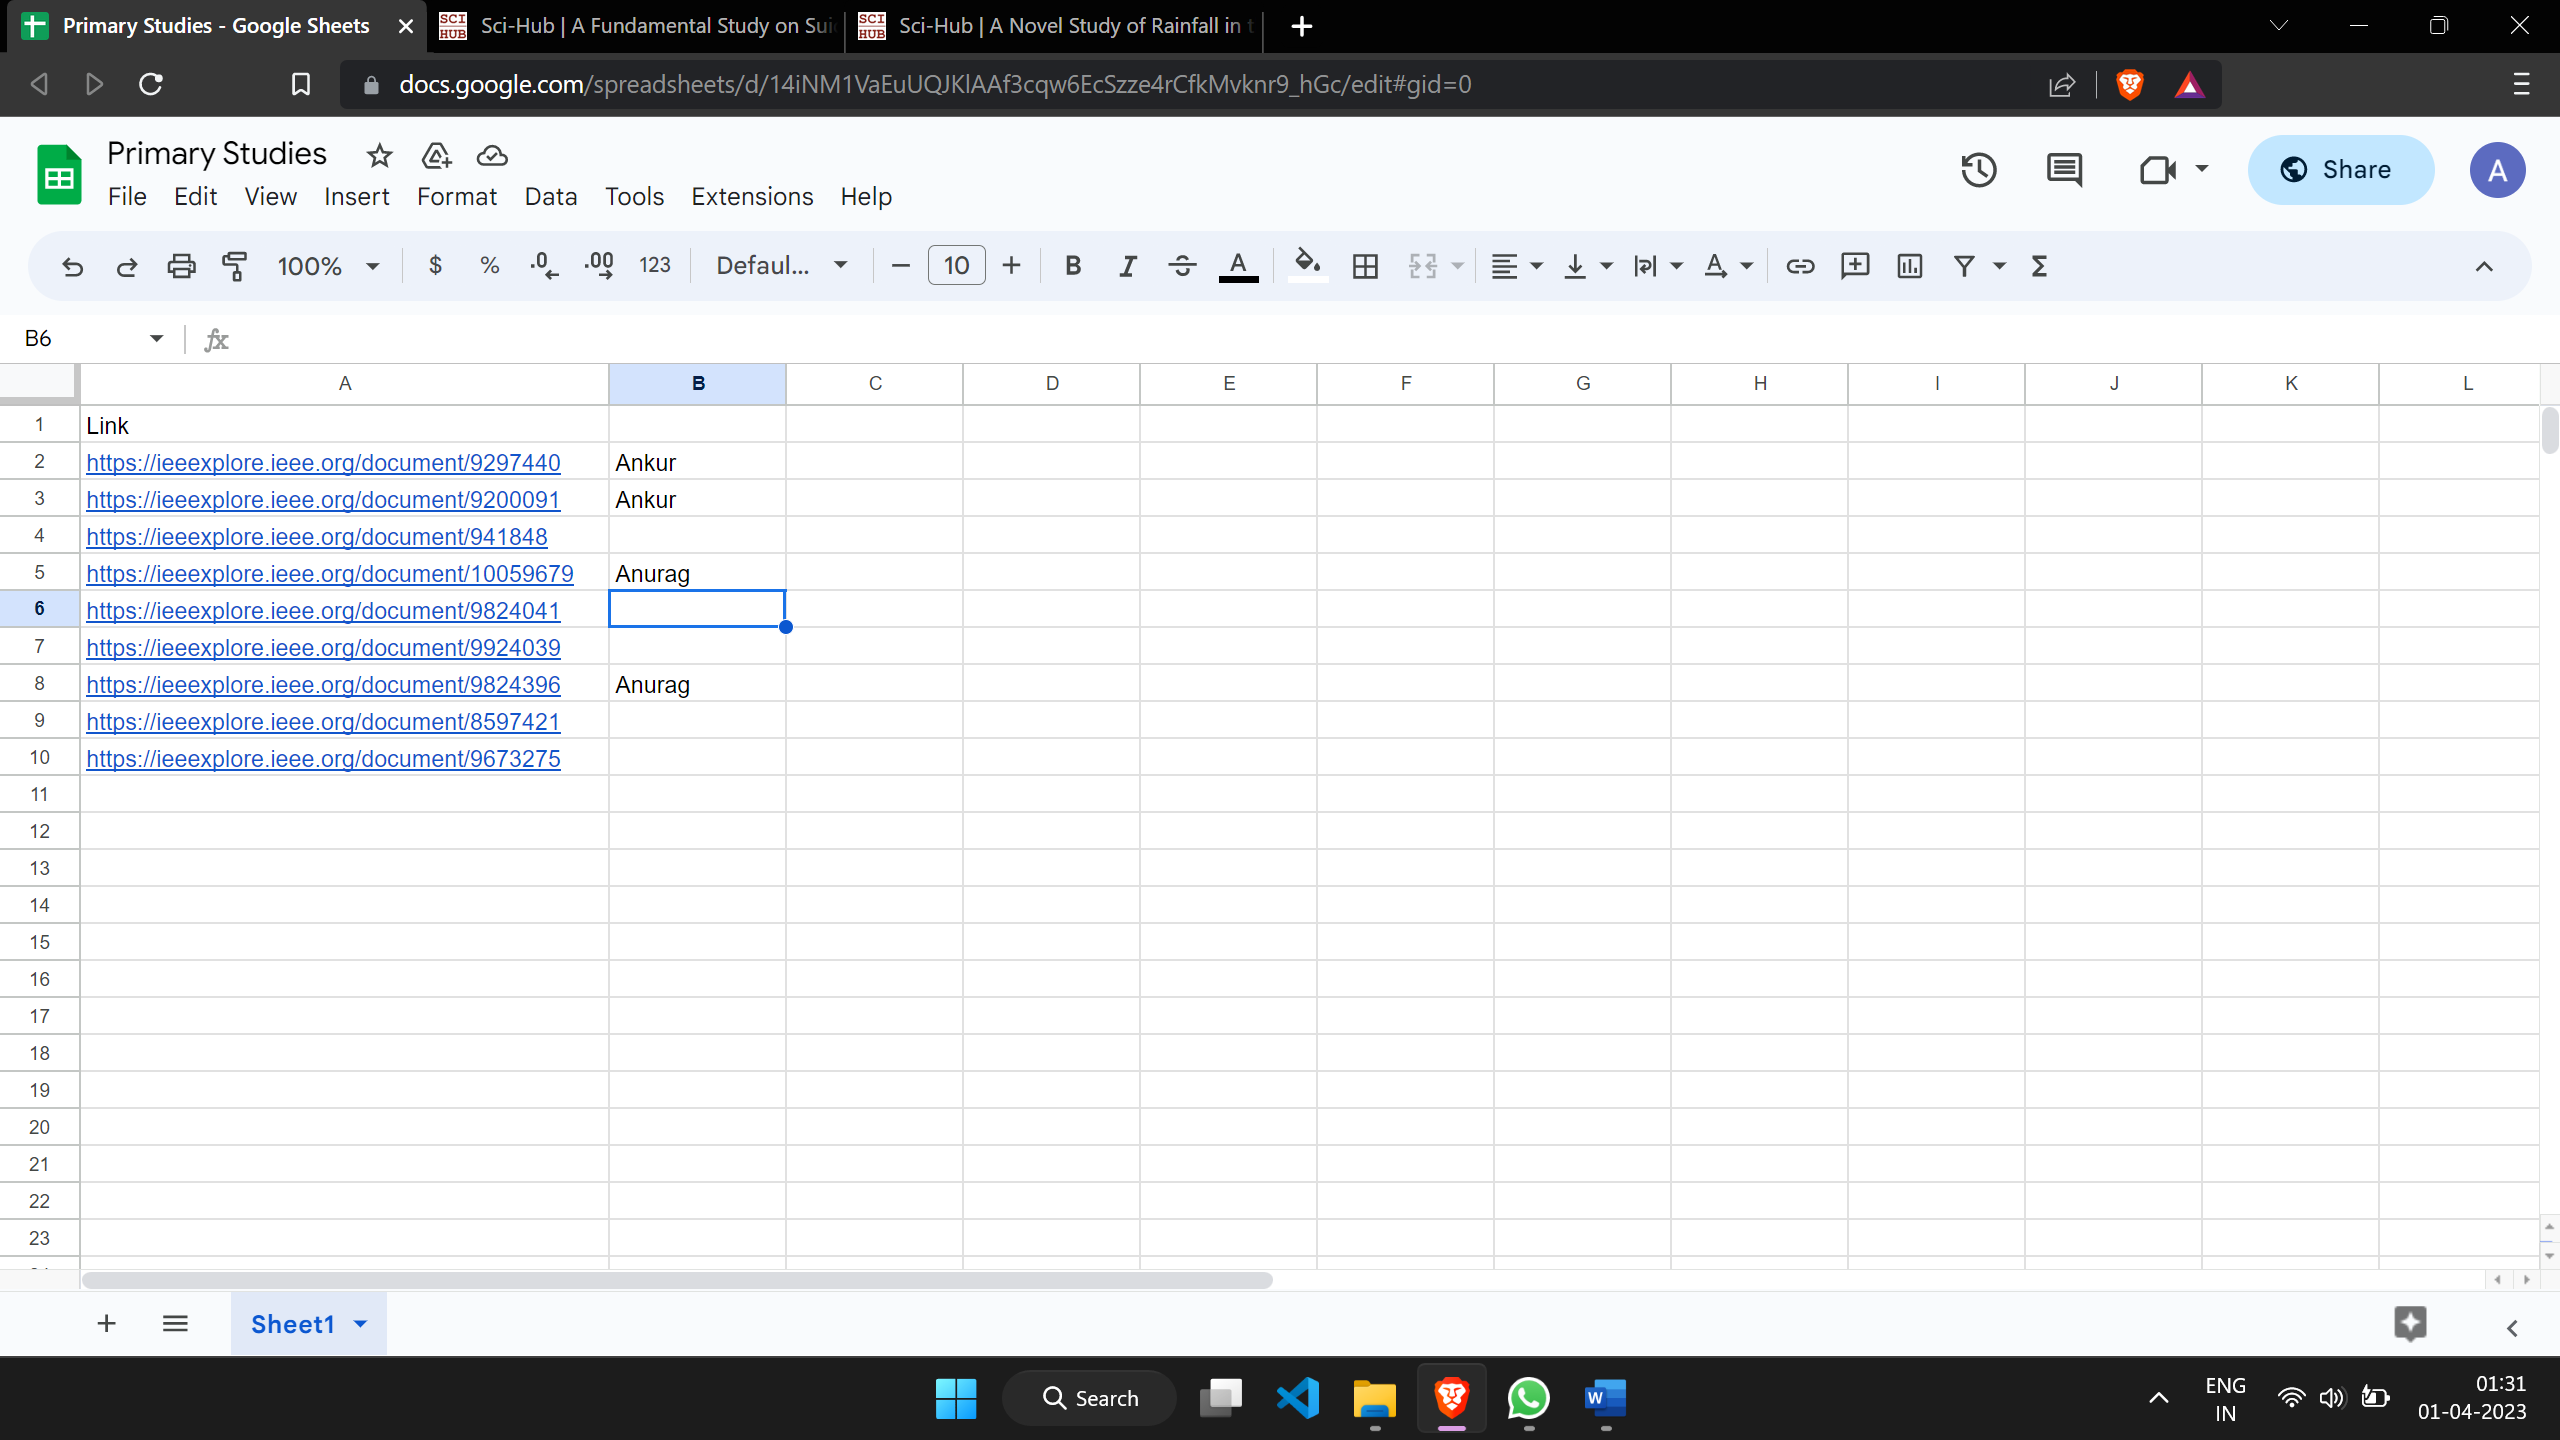 Primary Studies - Google Sheets
SCI HUB Sci-Hub | A Fundamental Study on Sui
SCI HUB Sci-Hub | A Novel Study of Rainfall in t
docs.google.com/spreadsheets/d/14iNM1VaEuUQJKlAAf3cqw6EcSzze4rCfkMvknr9_hGc/edit#gid=0
Primary Studies
File Edit View Insert Format Data Tools Extensions Help
Share
A
100% $ % .0 .00 123 Defaul... 10 B I A
B6 fx
A B C D E F G H I J K L
1 Link
2 https://ieeexplore.ieee.org/document/9297440 Ankur
3 https://ieeexplore.ieee.org/document/9200091 Ankur
4 https://ieeexplore.ieee.org/document/941848
5 https://ieeexplore.ieee.org/document/10059679 Anurag
6 https://ieeexplore.ieee.org/document/9824041
7 https://ieeexplore.ieee.org/document/9924039
8 https://ieeexplore.ieee.org/document/9824396 Anurag
9 https://ieeexplore.ieee.org/document/8597421
10 https://ieeexplore.ieee.org/document/9673275
11
12
13
14
15
16
17
18
19
20
21
22
23
Sheet1
Search
W
ENG
IN
01:31
01-04-2023